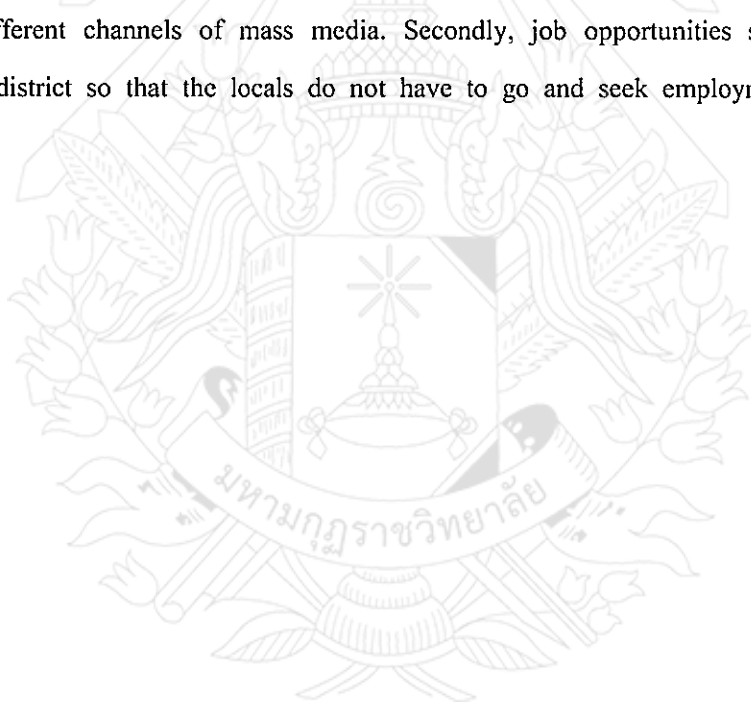 fferent channels of mass media. Secondly, job opportunities s
district so that the locals do not have to go and seek employn
มหามกุฏราชวิทยาลัย